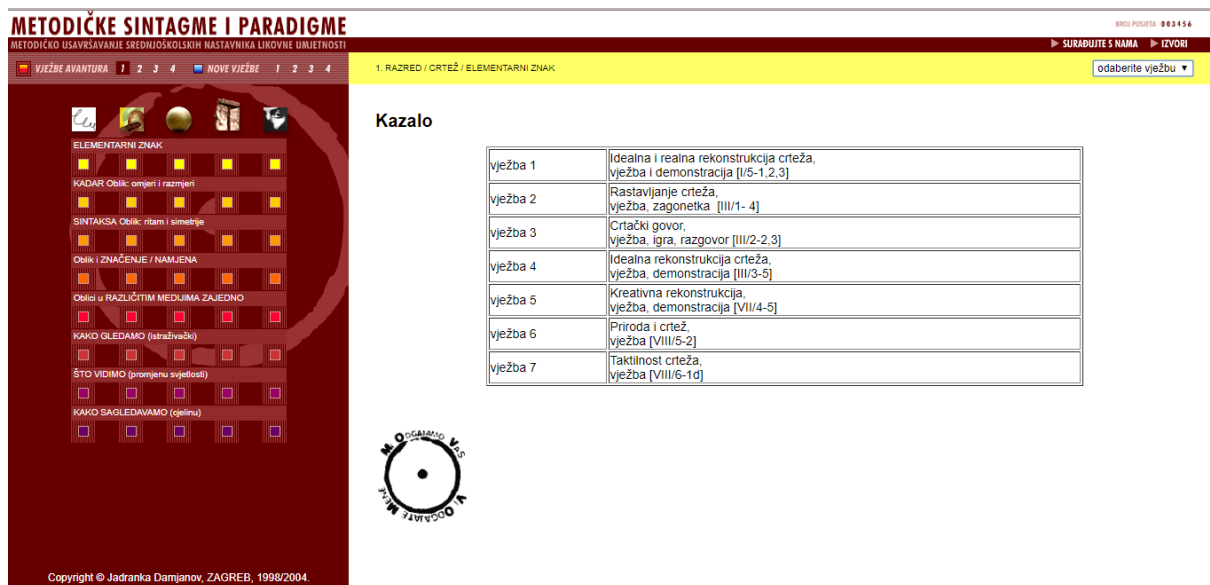 METODIČKE SINTAGME I PARADIGME
BROJ POSJETA 003456
METODIČKO USAVRŠAVANJE SREDNJOŠKOLSKIH NASTAVNIKA LIKOVNE UMJETNOSTI
SURAĐUJTE S NAMA IZVORI
VJEŽBE AVANTURA 1 2 3 4 NOVE VJEŽBE 1 2 3 4
1. RAZRED / CRTEŽ / ELEMENTARNI ZNAK
odaberite vježbu
ELEMENTARNI ZNAK
KADAR Oblik: omjeri i razmjeri
SINTAKSA Oblik: ritam i simetrije
Oblik i ZNAČENJE / NAMJENA
Oblici u RAZLIČITIM MEDIJIMA ZAJEDNO
KAKO GLEDAMO (istraživački)
ŠTO VIDIMO (promjenu svjetlosti)
KAKO SAGLEDAVAMO (cjelinu)
Copyright © Jadranka Damjanov, ZAGREB, 1998/2004.
Kazalo
vježba 1
Idealna i realna rekonstrukcija crteža,
vježba i demonstracija [I/5-1,2,3]
vježba 2
Rastavljanje crteža,
vježba, zagonetka [III/1- 4]
vježba 3
Crtački govor,
vježba, igra, razgovor [III/2-2,3]
vježba 4
Idealna rekonstrukcija crteža,
vježba, demonstracija [III/3-5]
vježba 5
Kreativna rekonstrukcija,
vježba, demonstracija [VII/4-5]
vježba 6
Priroda i crtež,
vježba [VIII/5-2]
vježba 7
Taktilnost crteža,
vježba [VIII/6-1d]
MI ODGAJAMO VAS
VI ODGAJATE MENE